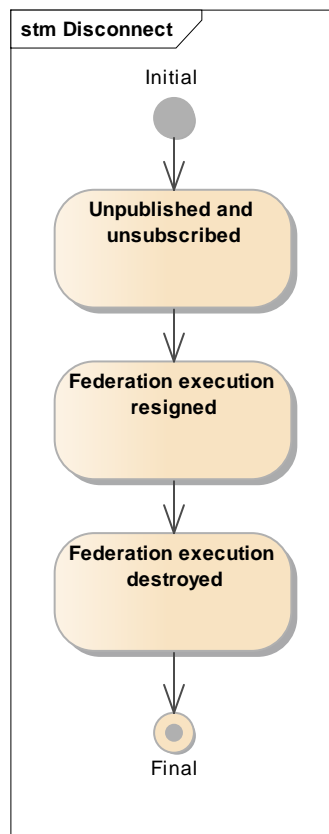 stm Disconnect
Initial
Unpublished and
unsubscribed
Federation execution
resigned
Federation execution
destroyed
Final